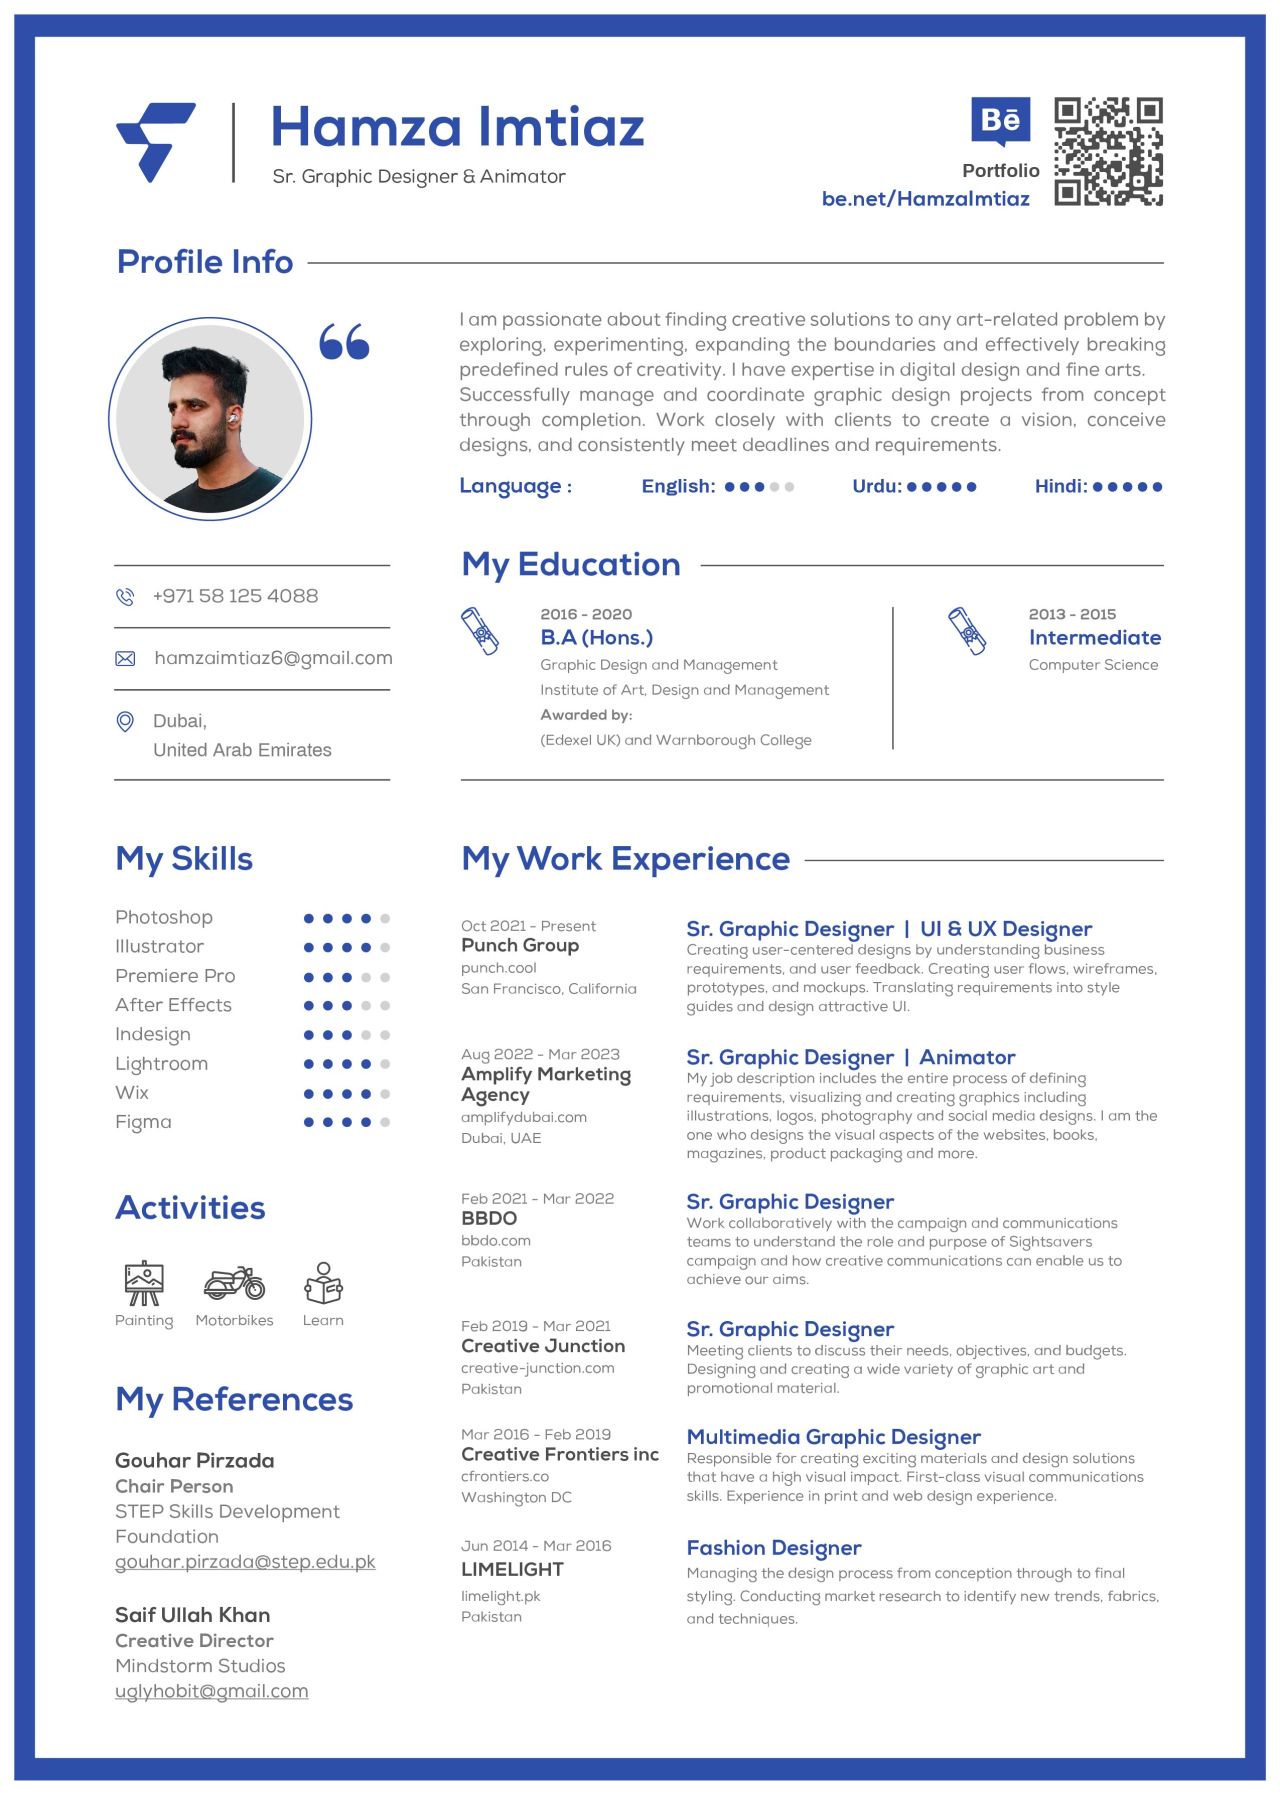 Hamza Imtiaz
Sr. Graphic Designer & Animator
Bē
Portfolio
be.net/HamzaImtiaz
Profile Info
I am passionate about finding creative solutions to any art-related problem by
exploring, experimenting, expanding the boundaries and effectively breaking
predefined rules of creativity. I have expertise in digital design and fine arts.
Successfully manage and coordinate graphic design projects from concept
through completion. Work closely with clients to create a vision, conceive
designs, and consistently meet deadlines and requirements.
Language : English: Urdu: Hindi:
+971 58 125 4088
hamzaimtiaz6@gmail.com
Dubai,
United Arab Emirates
My Education
2016 - 2020
B.A (Hons.)
Graphic Design and Management
Institute of Art, Design and Management
Awarded by:
(Edexel UK) and Warnborough College
2013 - 2015
Intermediate
Computer Science
My Skills
Photoshop
Illustrator
Premiere Pro
After Effects
Indesign
Lightroom
Wix
Figma
Activities
Painting Motorbikes Learn
My References
Gouhar Pirzada
Chair Person
STEP Skills Development
Foundation
gouhar.pirzada@step.edu.pk
Saif Ullah Khan
Creative Director
Mindstorm Studios
uglyhobit@gmail.com
My Work Experience
Oct 2021 - Present
Punch Group
punch.cool
San Francisco, California
Sr. Graphic Designer | UI & UX Designer
Creating user-centered designs by understanding business
requirements, and user feedback. Creating user flows, wireframes,
prototypes, and mockups. Translating requirements into style
guides and design attractive UI.
Aug 2022 - Mar 2023
Amplify Marketing
Agency
amplifydubai.com
Dubai, UAE
Sr. Graphic Designer | Animator
My job description includes the entire process of defining
requirements, visualizing and creating graphics including
illustrations, logos, photography and social media designs. I am the
one who designs the visual aspects of the websites, books,
magazines, product packaging and more.
Feb 2021 - Mar 2022
BBDO
bbdo.com
Pakistan
Sr. Graphic Designer
Work collaboratively with the campaign and communications
teams to understand the role and purpose of Sightsavers
campaign and how creative communications can enable us to
achieve our aims.
Feb 2019 - Mar 2021
Creative Junction
creative-junction.com
Pakistan
Sr. Graphic Designer
Meeting clients to discuss their needs, objectives, and budgets.
Designing and creating a wide variety of graphic art and
promotional material.
Mar 2016 - Feb 2019
Creative Frontiers inc
cfrontiers.co
Washington DC
Multimedia Graphic Designer
Responsible for creating exciting materials and design solutions
that have a high visual impact. First-class visual communications
skills. Experience in print and web design experience.
Jun 2014 - Mar 2016
LIMELIGHT
limelight.pk
Pakistan
Fashion Designer
Managing the design process from conception through to final
styling. Conducting market research to identify new trends, fabrics,
and techniques.